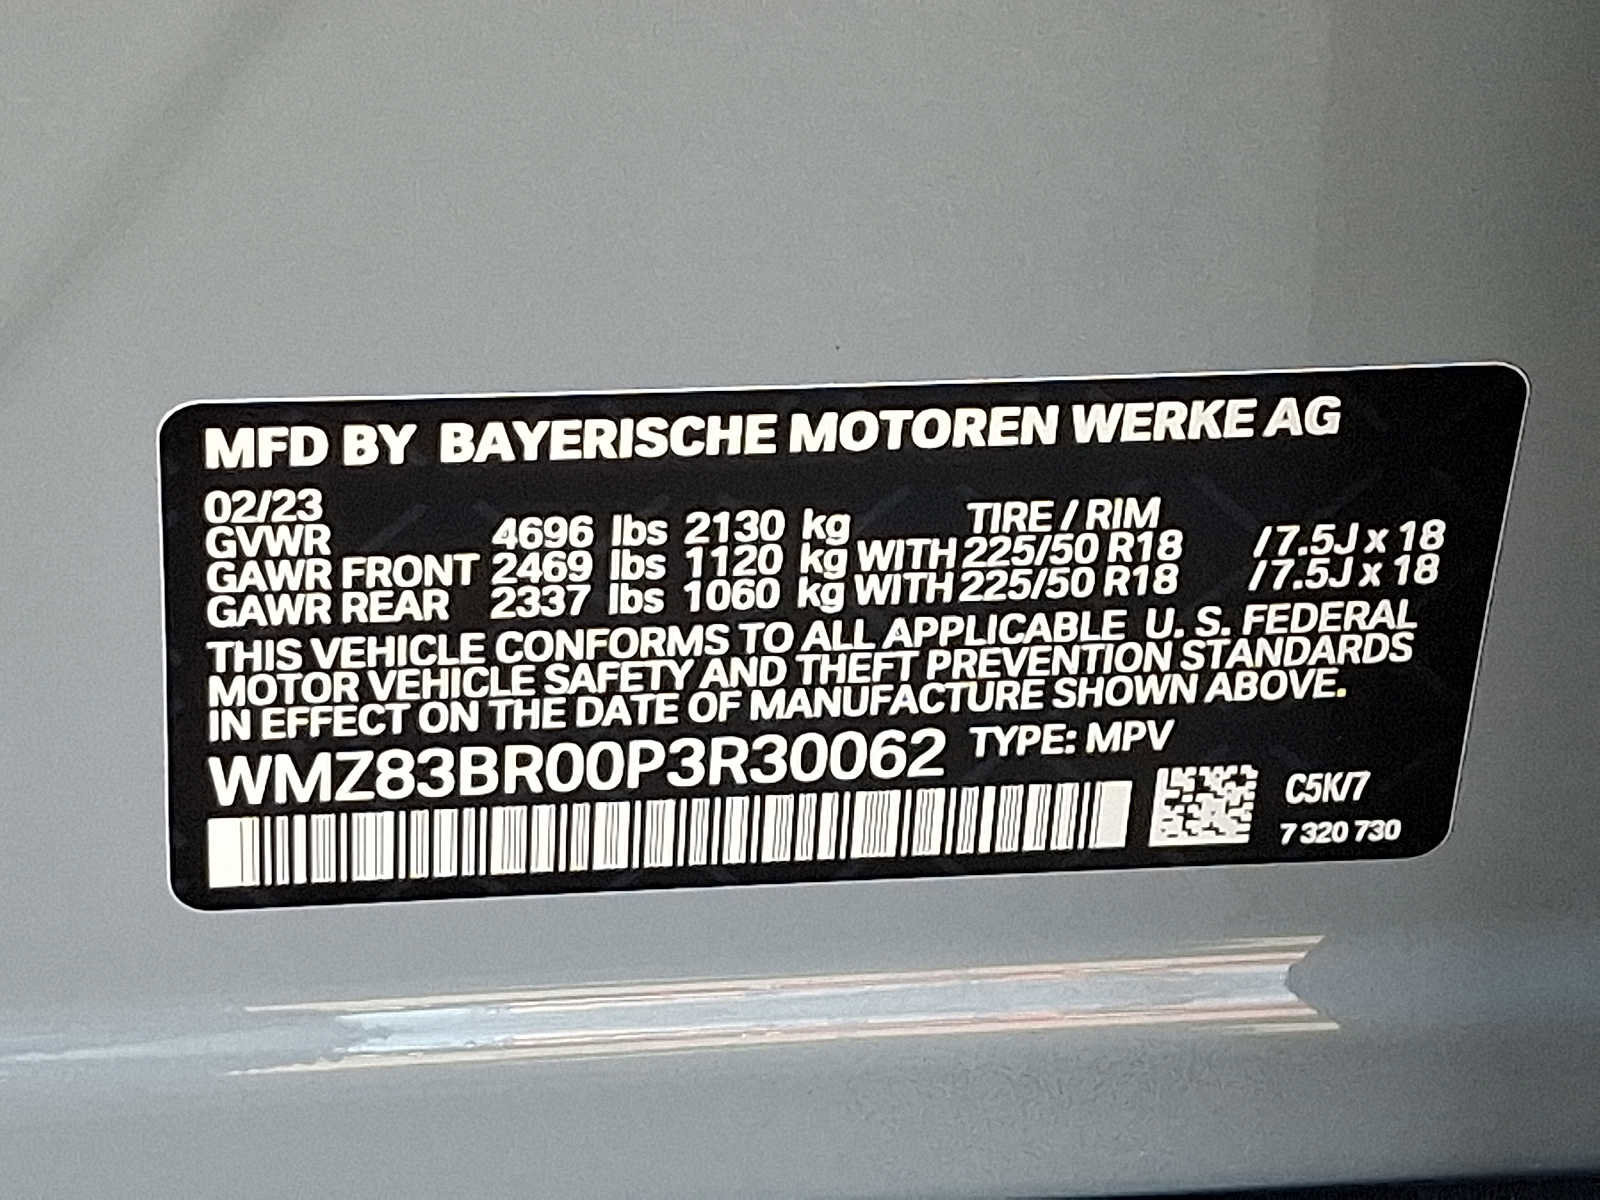 MFD BY BAYERISCHE MOTOREN WERKE AG
02/23
GVWR 4696 lbs 2130 kg TIRE / RIM
GAWR FRONT 2469 lbs 1120 kg WITH 225/50 R18 /7.5J x 18
GAWR REAR 2337 lbs 1060 kg WITH 225/50 R18 /7.5J x 18
THIS VEHICLE CONFORMS TO ALL APPLICABLE U. S. FEDERAL
MOTOR VEHICLE SAFETY AND THEFT PREVENTION STANDARDS
IN EFFECT ON THE DATE OF MANUFACTURE SHOWN ABOVE.
WMZ83BR00P3R30062 TYPE: MPV
C5K/7
7 320 730